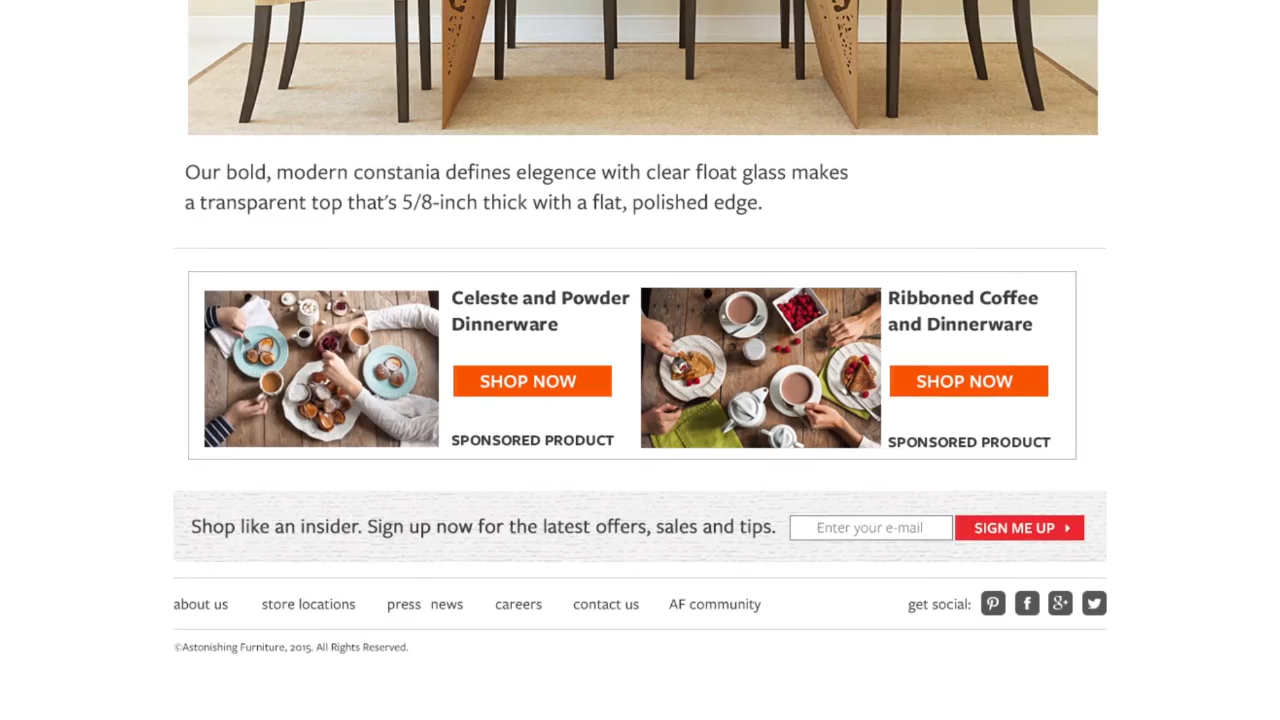 Our bold, modern constania defines elegence with clear float glass makes
a transparent top that's 5/8-inch thick with a flat, polished edge.
Celeste and Powder
Dinnerware
SHOP NOW
SPONSORED PRODUCT
Ribboned Coffee
and Dinnerware
SHOP NOW
SPONSORED PRODUCT
Shop like an insider. Sign up now for the latest offers, sales and tips.
Enter your e-mail
SIGN ME UP
about us store locations press news careers contact us AF community get social:
©Astonishing Furniture, 2015. All Rights Reserved.